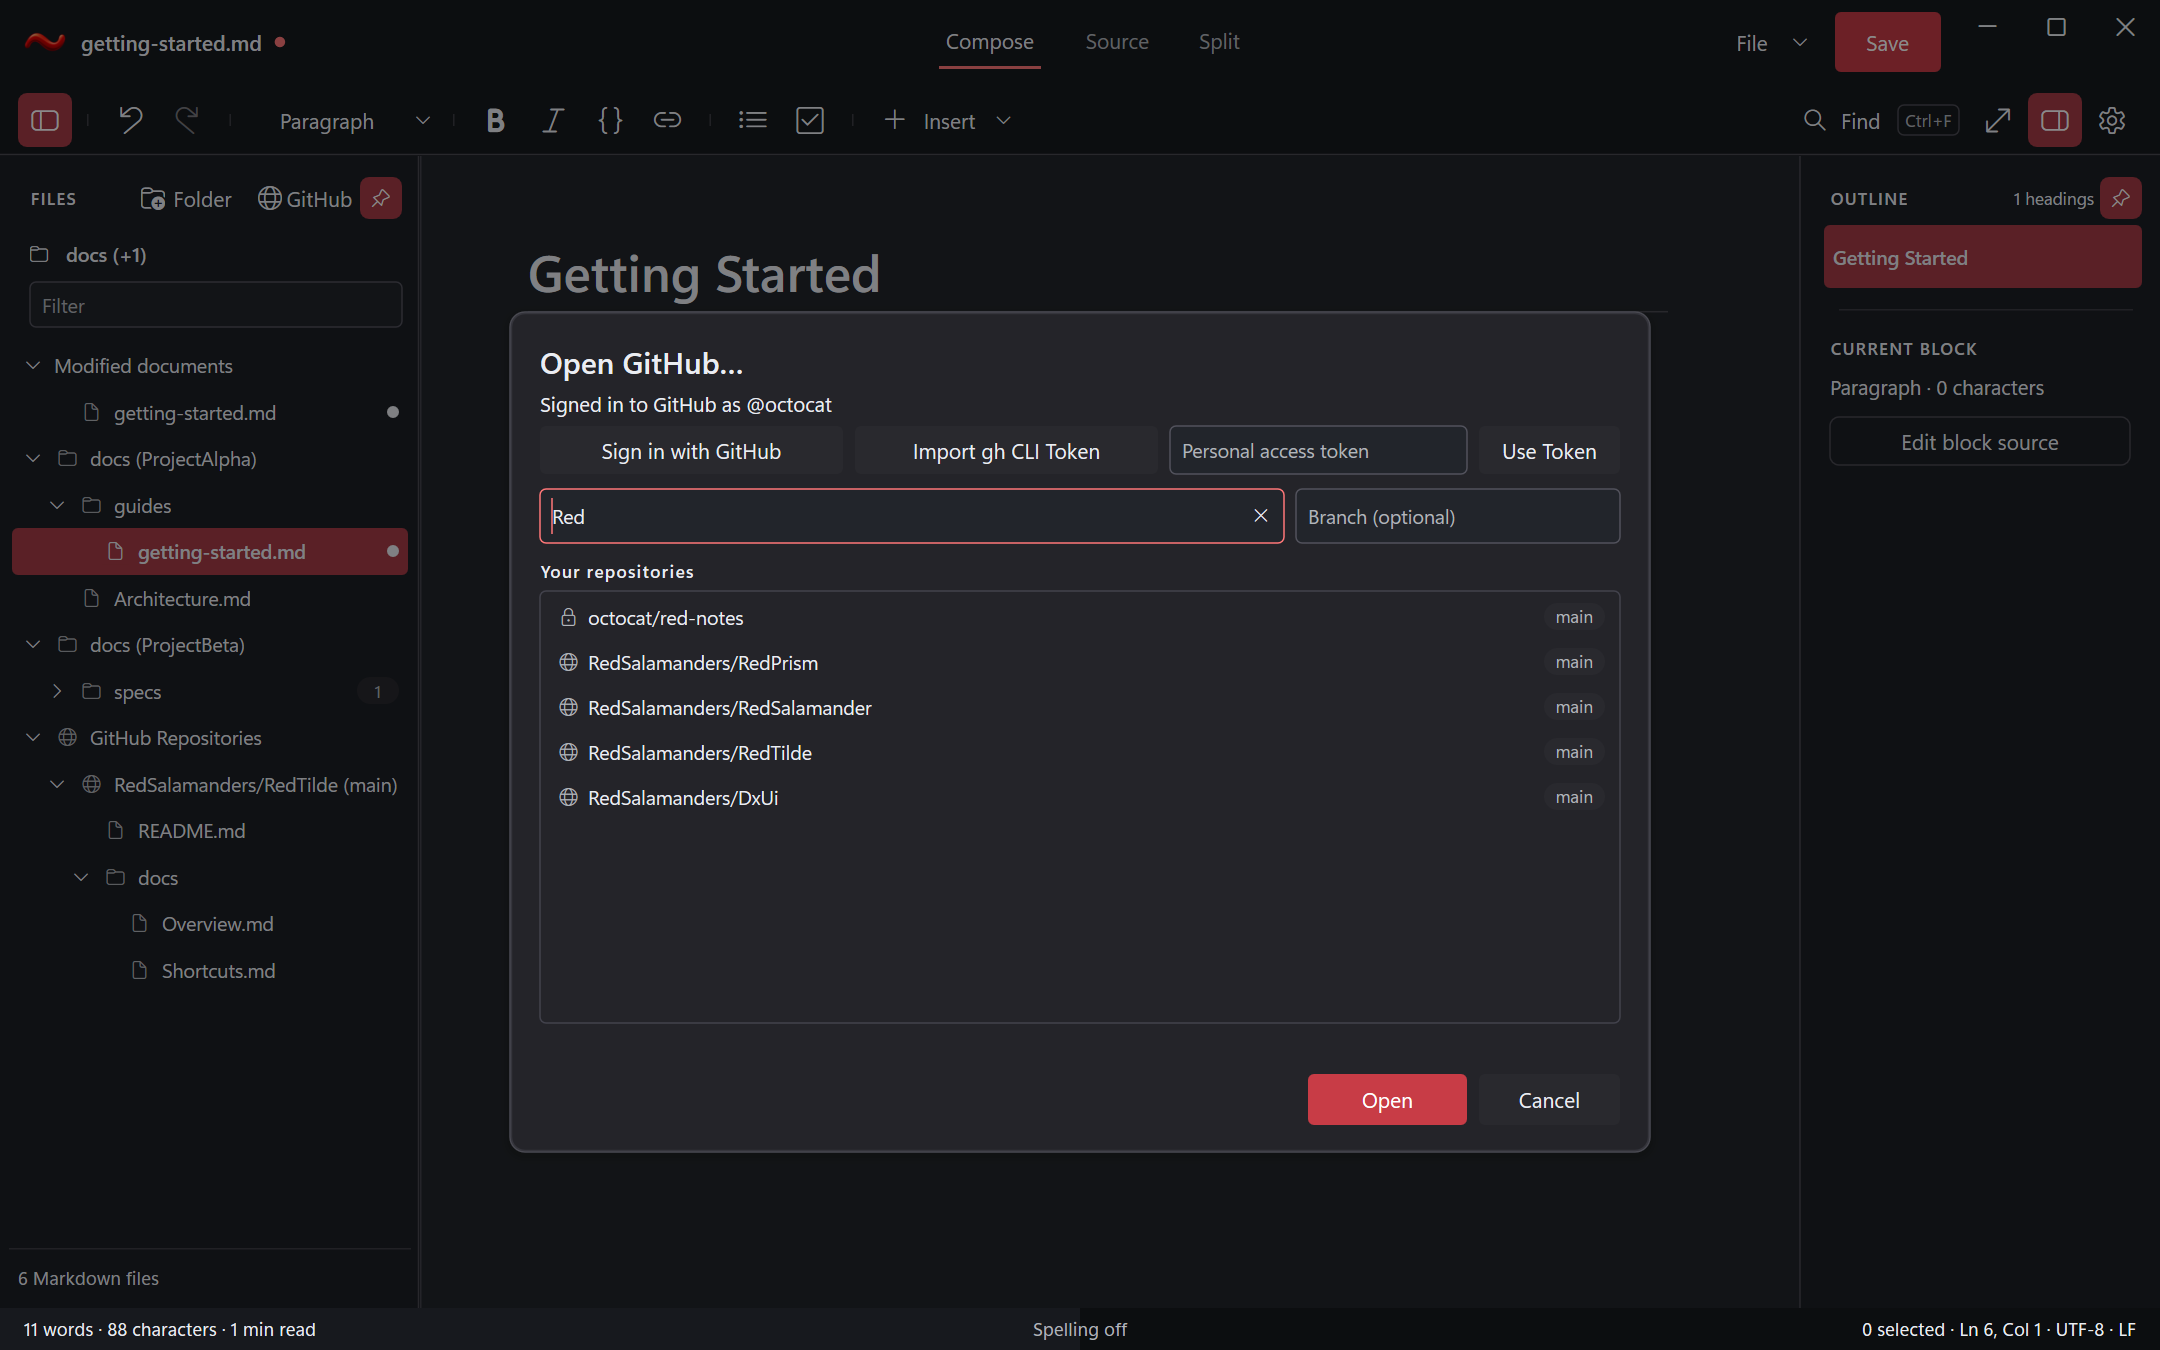 getting-started.md
Compose
Source
Split
File
Save
Paragraph
B
I
{}
Insert
Find
Ctrl+F
FILES
Folder
GitHub
docs (+1)
Filter
Modified documents
getting-started.md
docs (ProjectAlpha)
guides
getting-started.md
Architecture.md
docs (ProjectBeta)
specs
1
GitHub Repositories
RedSalamanders/RedTilde (main)
README.md
docs
Overview.md
Shortcuts.md
6 Markdown files
Getting Started
Open GitHub...
Signed in to GitHub as @octocat
Sign in with GitHub
Import gh CLI Token
Personal access token
Use Token
Red
Branch (optional)
Your repositories
octocat/red-notes
main
RedSalamanders/RedPrism
main
RedSalamanders/RedSalamander
main
RedSalamanders/RedTilde
main
RedSalamanders/DxUi
main
Open
Cancel
OUTLINE
1 headings
Getting Started
CURRENT BLOCK
Paragraph · 0 characters
Edit block source
11 words · 88 characters · 1 min read
Spelling off
0 selected · Ln 6, Col 1 · UTF-8 · LF